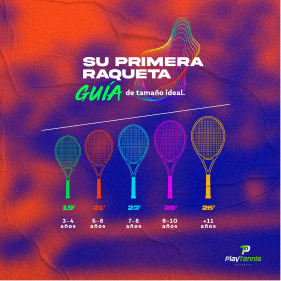 SU PRIMERA
RAQUETA
GUÍA de tamaño ideal.
19" 21" 23" 25" 26"
3-4 5-6 7-8 9-10 +11
años años años años años
PlayTennis